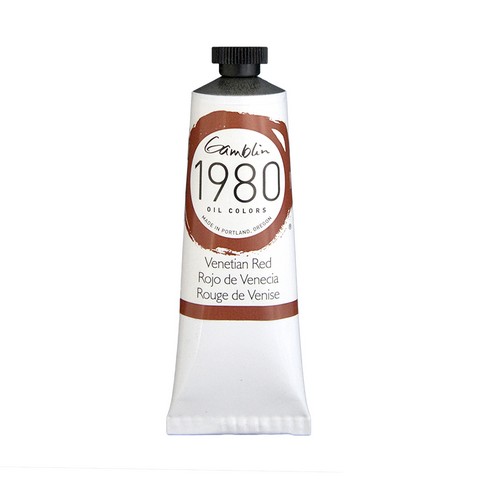 Gamblin
1980
OIL COLORS
MADE IN PORTLAND, OREGON
Venetian Red
Rojo de Venecia
Rouge de Venise